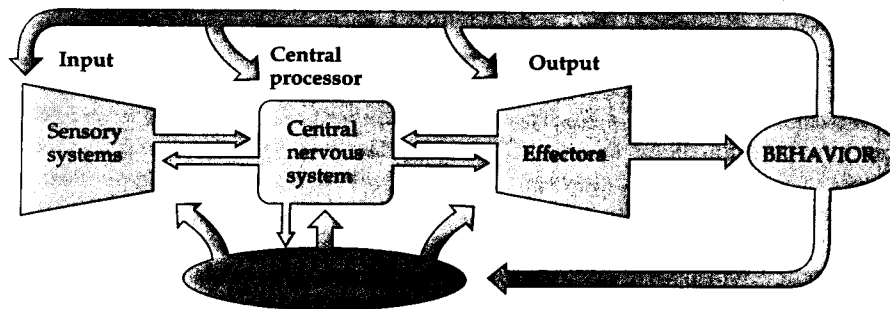 Input
Central
processor
Output
Sensory
systems
Central
nervous
system
Effectors
BEHAVIOR